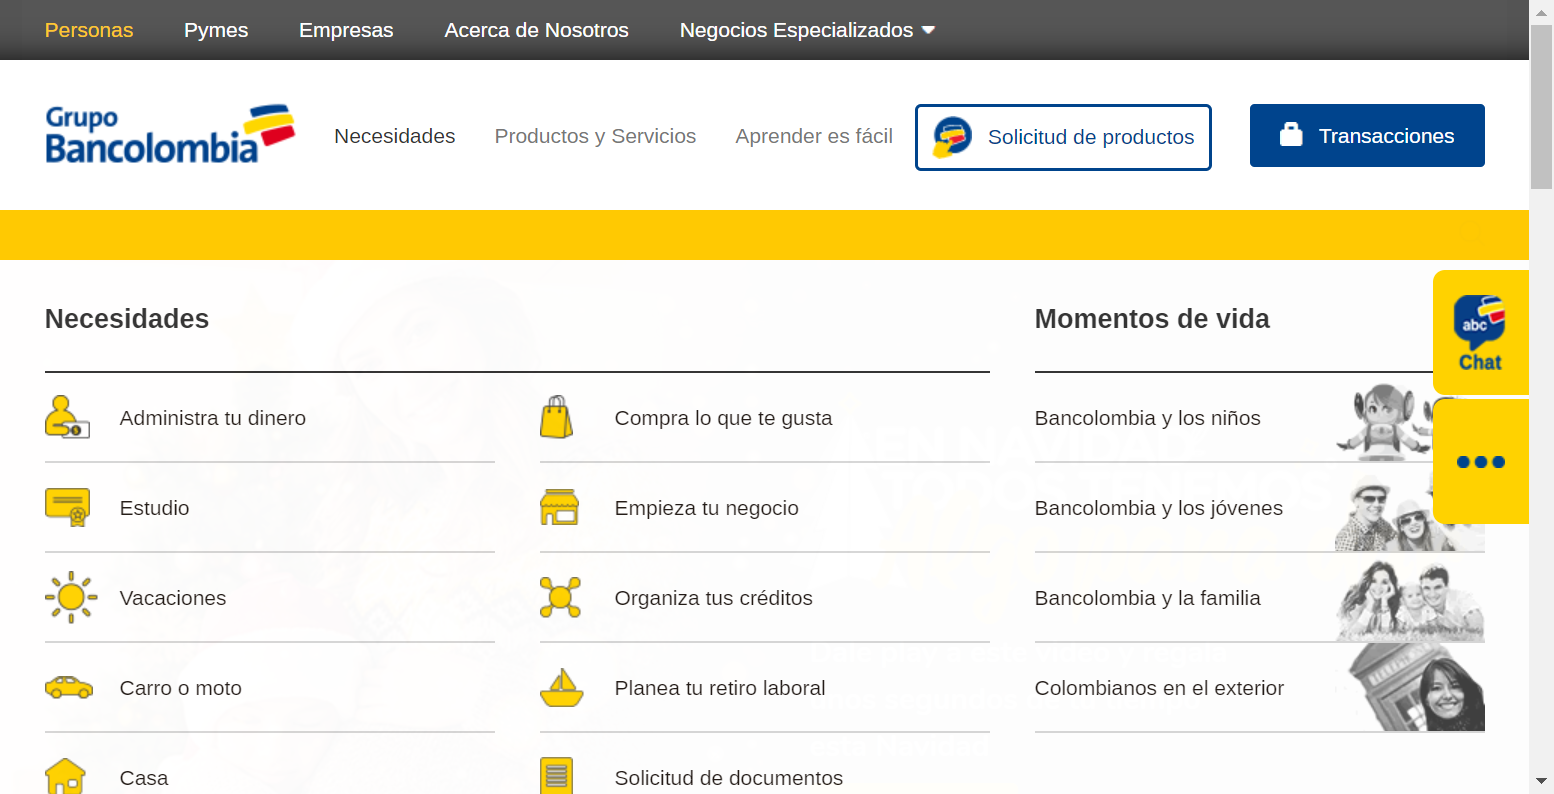 Personas Pymes Empresas Acerca de Nosotros Negocios Especializados
Grupo
Bancolombia
Necesidades Productos y Servicios Aprender es fácil Solicitud de productos Transacciones
Necesidades
Administra tu dinero
Compra lo que te gusta
Estudio
Empieza tu negocio
Vacaciones
Organiza tus créditos
Carro o moto
Planea tu retiro laboral
Casa
Solicitud de documentos
Momentos de vida
Bancolombia y los niños
Bancolombia y los jóvenes
Bancolombia y la familia
Colombianos en el exterior
abc
Chat